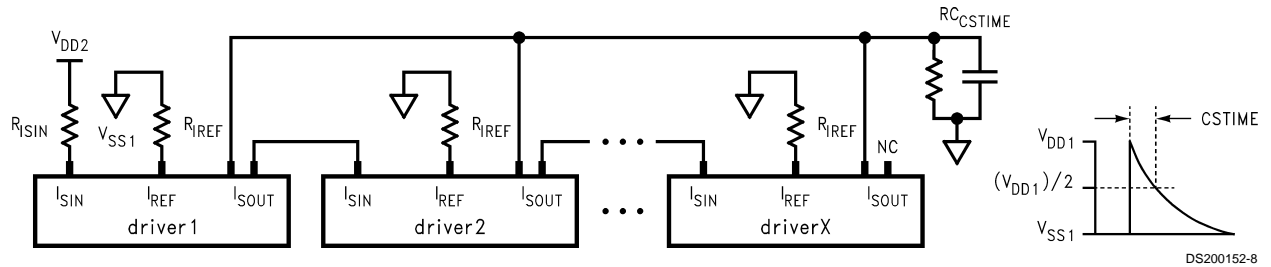 RC_CSTIME
V_DD2
R_ISIN
V_SS1
R_IREF
R_IREF
R_IREF
NC
I_SIN
I_REF
I_SOUT
driver1
I_SIN
I_REF
I_SOUT
driver2
I_SIN
I_REF
I_SOUT
driverX
CSTIME
V_DD1
(V_DD1)/2
V_SS1
DS200152-8